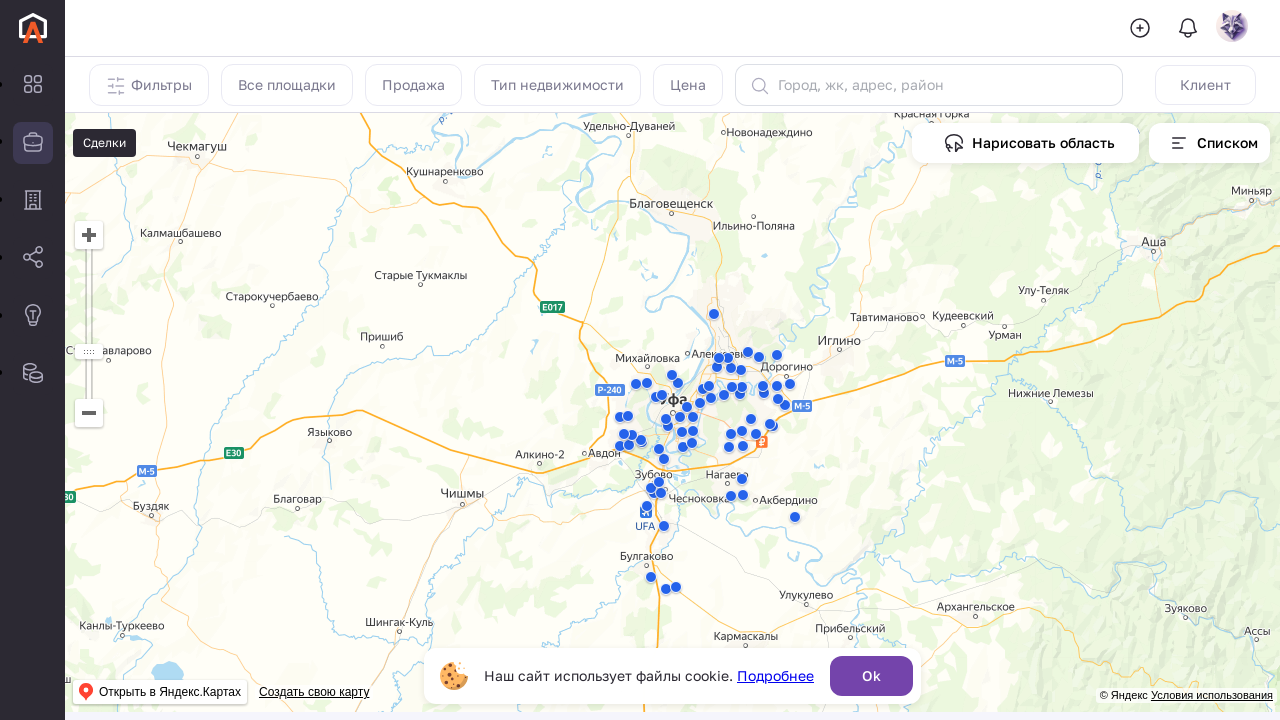 Фильтры
Все площадки
Продажа
Тип недвижимости
Цена
Город, жк, адрес, район
Клиент
Сделки
Нарисовать область
Списком
Чекмагуш
Удельно-Дуваней
Новонадеждино
Красная Горка
Кушнаренково
Благовещенск
Миньяр
Калмашбаево
Ильино-Поляна
Аша
Старые Тукмаклы
Старокучербаево
Улу-Теляк
E017
Тавтиманово
Кудеевский
Урман
Пришиб
Иглино
Михайловка
Дорогино
М-5
Р-240
Уфа
М-5
Нижние Лемезы
Языково
E30
Алкино-2
Авдон
М-5
Зубово
Нагаево
Благовар
Чишмы
Чесноковка
Акбердино
Буздяк
UFA
Булгаково
Улукулево
Архангельское
Зуяково
Канлы-Туркеево
Шингак-Куль
Прибельский
Кармаскалы
Ассы
Наш сайт использует файлы cookie. Подробнее
Ok
Открыть в Яндекс.Картах
Создать свою карту
© Яндекс Условия использования